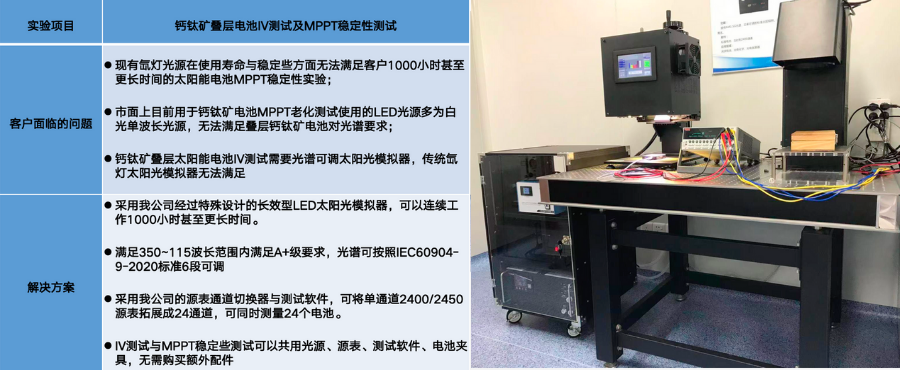 实验项目
钙钛矿叠层电池IV测试及MPPT稳定性测试
客户面临的问题
● 现有氙灯光源在使用寿命与稳定些方面无法满足客户1000小时甚至
更长时间的太阳能电池MPPT稳定性实验；
● 市面上目前用于钙钛矿电池MPPT老化测试使用的LED光源多为白
光单波长光源，无法满足叠层钙钛矿电池对光谱要求；
● 钙钛矿叠层太阳能电池IV测试需要光谱可调太阳光模拟器，传统氙
灯太阳光模拟器无法满足
解决方案
● 采用我公司经过特殊设计的长效型LED太阳光模拟器，可以连续工
作1000小时甚至更长时间。
● 满足350~115波长范围内满足A+级要求，光谱可按照IEC60904-
9-2020标准6段可调
● 采用我公司的源表通道切换器与测试软件，可将单通道2400/2450
源表拓展成24通道，可同时测量24个电池。
● IV测试与MPPT稳定些测试可以共用光源、源表、测试软件、电池夹
具，无需购买额外配件